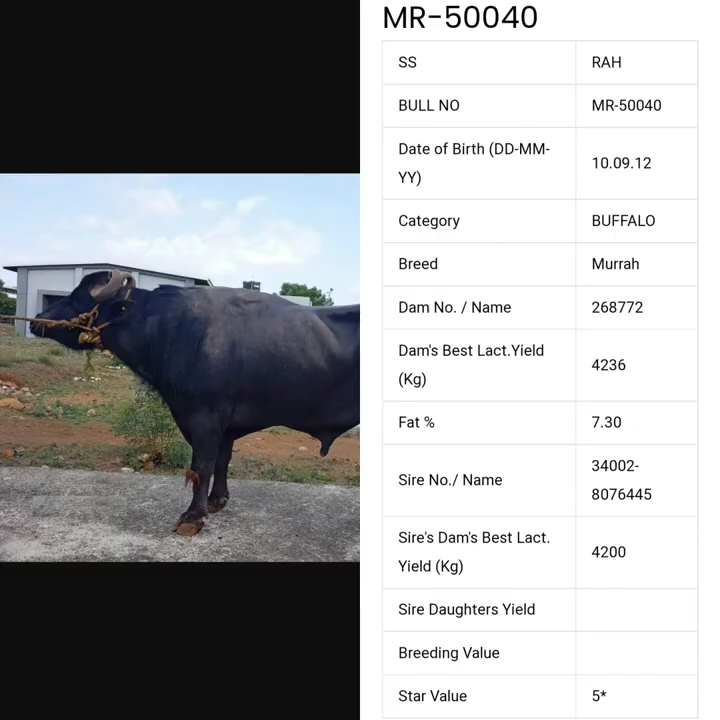 MR-50040
SS RAH
BULL NO MR-50040
Date of Birth (DD-MM-
YY) 10.09.12
Category BUFFALO
Breed Murrah
Dam No. / Name 268772
Dam's Best Lact.Yield
(Kg) 4236
Fat % 7.30
Sire No./ Name 34002-
8076445
Sire's Dam's Best Lact.
Yield (Kg) 4200
Sire Daughters Yield
Breeding Value
Star Value 5*